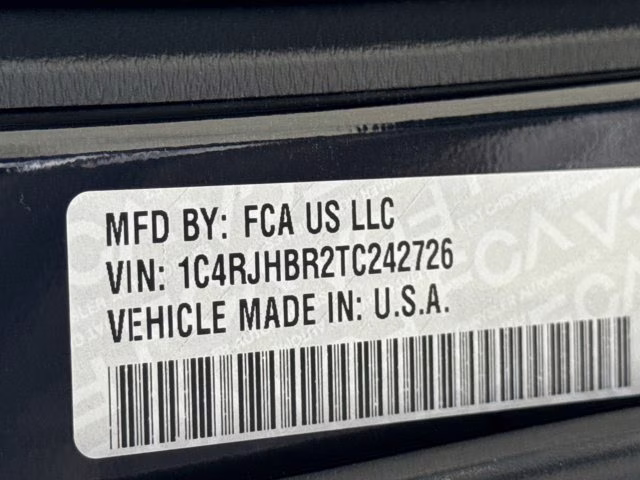 MFD BY: FCA US LLC
VIN: 1C4RJHBR2TC242726
VEHICLE MADE IN: U.S.A.